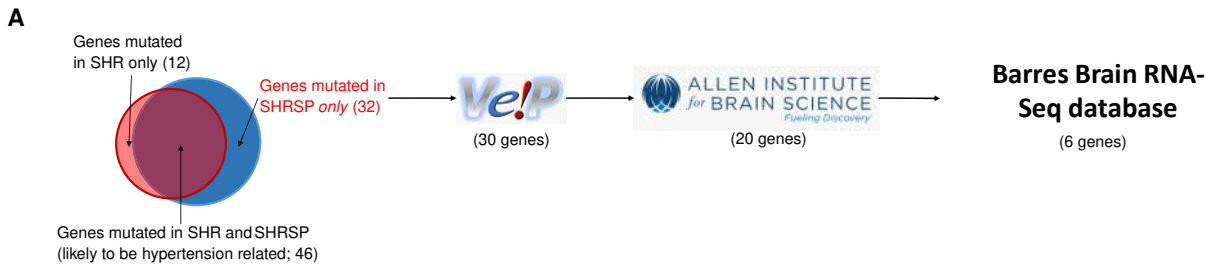 A
Genes mutated
in SHR only (12)
Genes mutated in
SHRSP only (32)
Genes mutated in SHR and SHRSP
(likely to be hypertension related; 46)
Ve!P
(30 genes)
ALLEN INSTITUTE
for BRAIN SCIENCE
Fueling Discovery
(20 genes)
Barres Brain RNA-
Seq database
(6 genes)